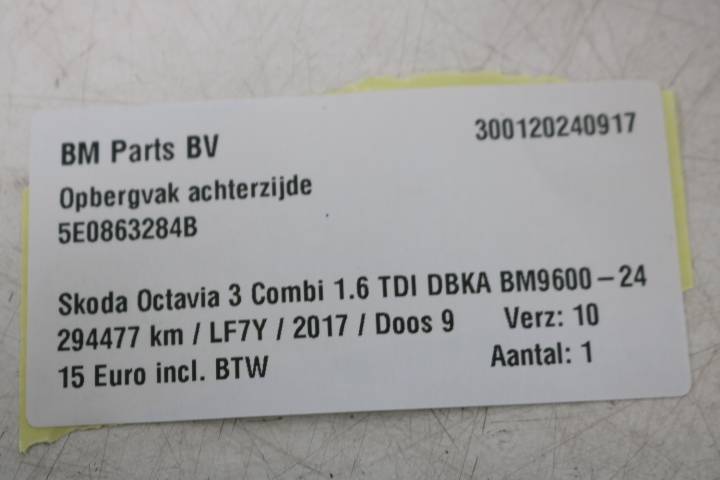 BM Parts BV 300120240917
Opbergvak achterzijde
5E0863284B
Skoda Octavia 3 Combi 1.6 TDI DBKA BM9600-24
294477 km / LF7Y / 2017 / Doos 9 Verz: 10
15 Euro incl. BTW Aantal: 1